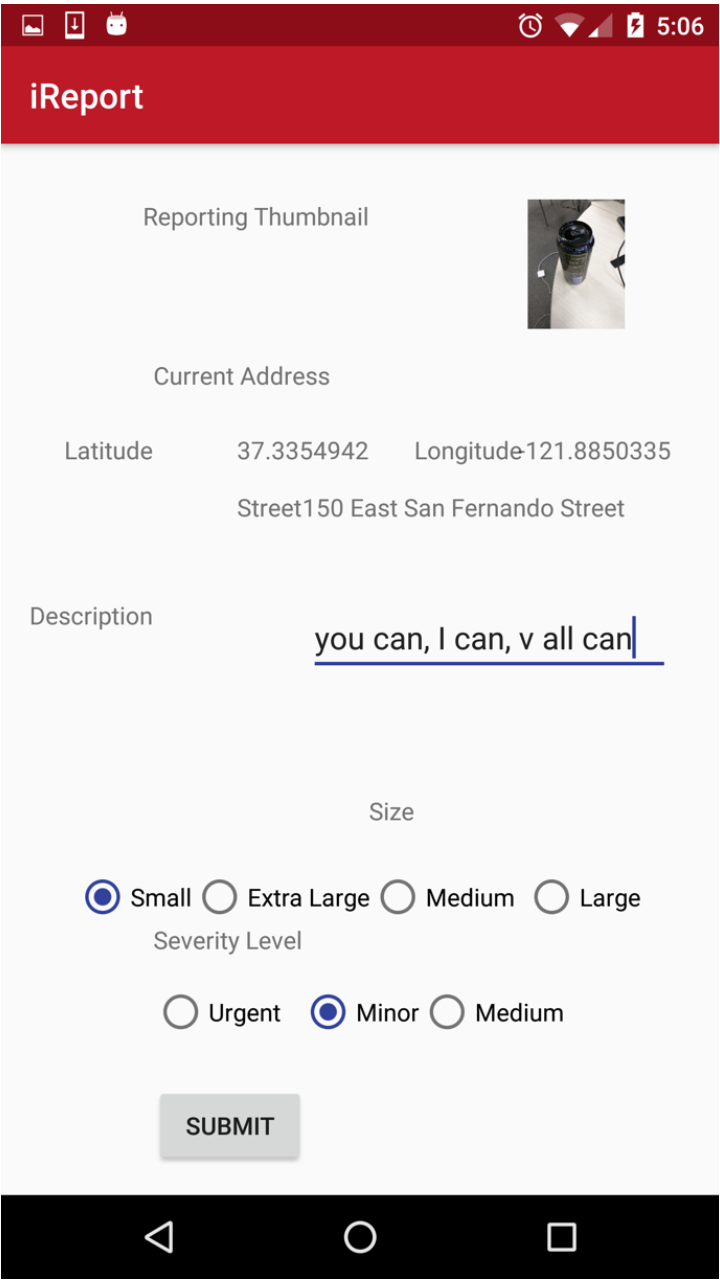 5:06
iReport
Reporting Thumbnail
Current Address
Latitude 37.3354942 Longitude -121.8850335
Street150 East San Fernando Street
Description
you can, I can, v all can
Size
Small Extra Large Medium Large
Severity Level
Urgent Minor Medium
SUBMIT